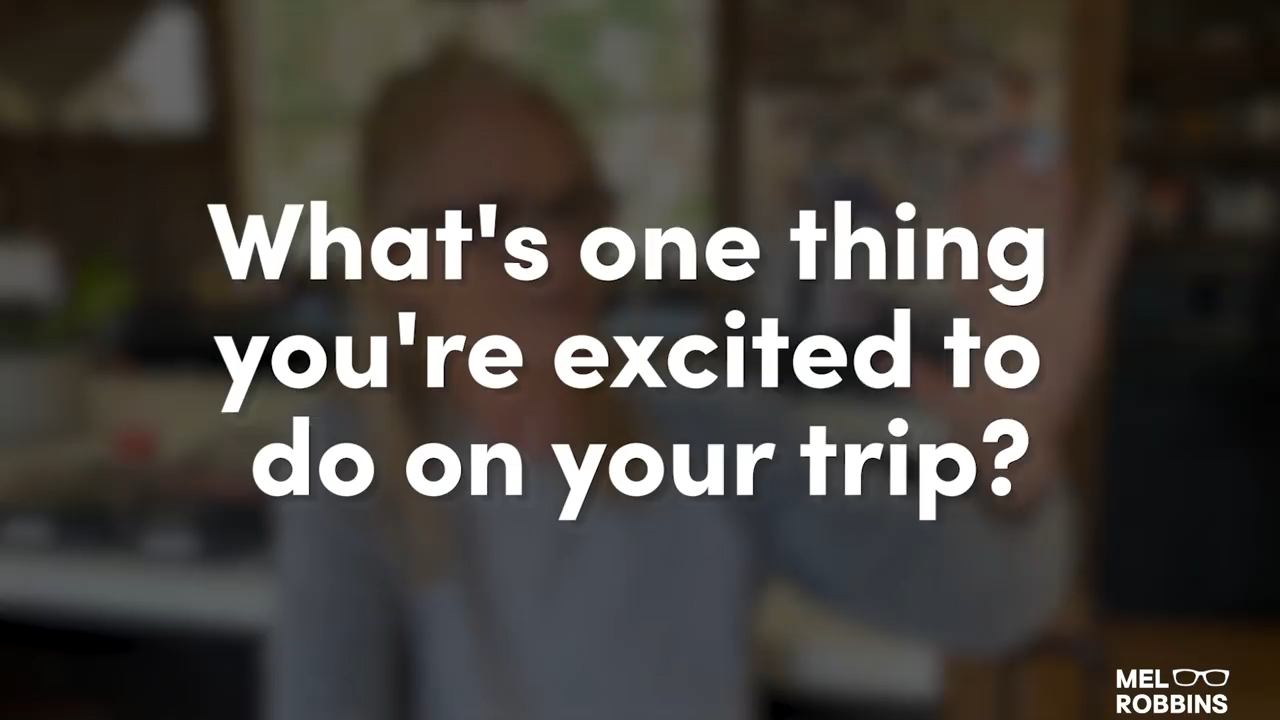 What's one thing
you're excited to
do on your trip?
MEL
ROBBINS